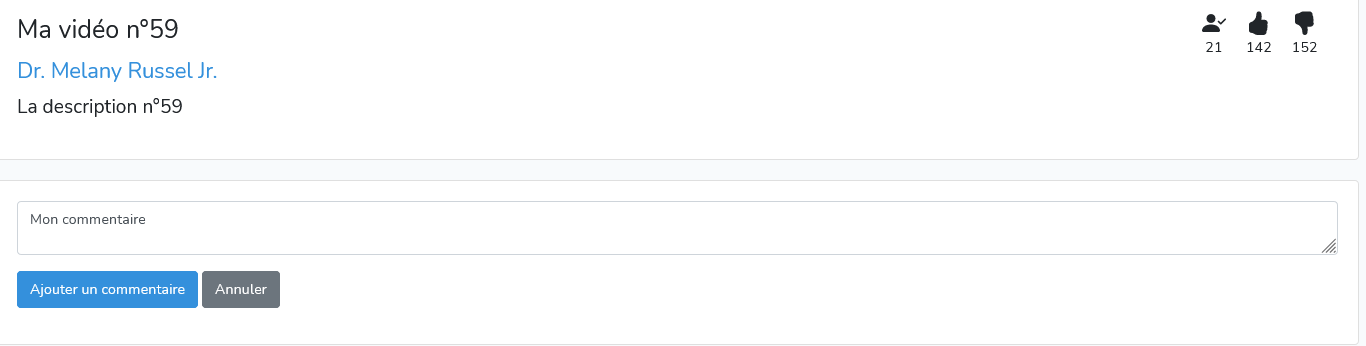 Ma vidéo n°59
21 142 152
Dr. Melany Russel Jr.
La description n°59
Mon commentaire
Ajouter un commentaire Annuler